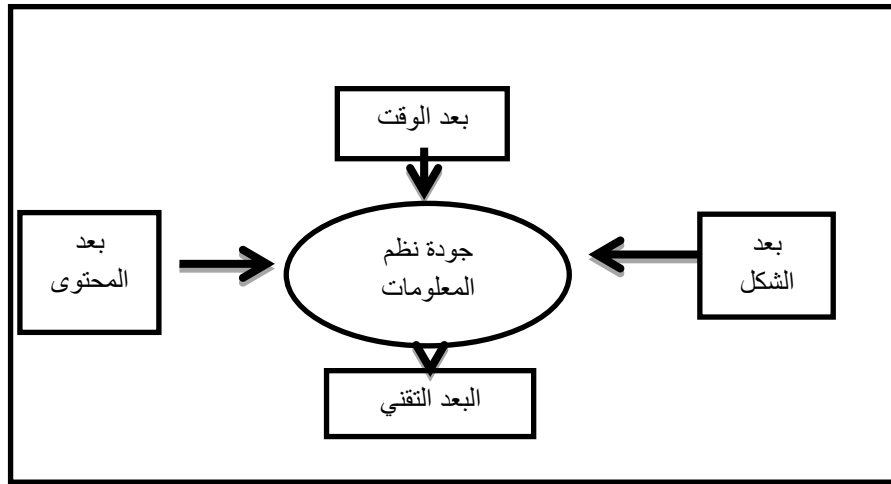 بعد الوقت
بعد
الشكل
جودة نظم
المعلومات
بعد
المحتوى
البعد التقني